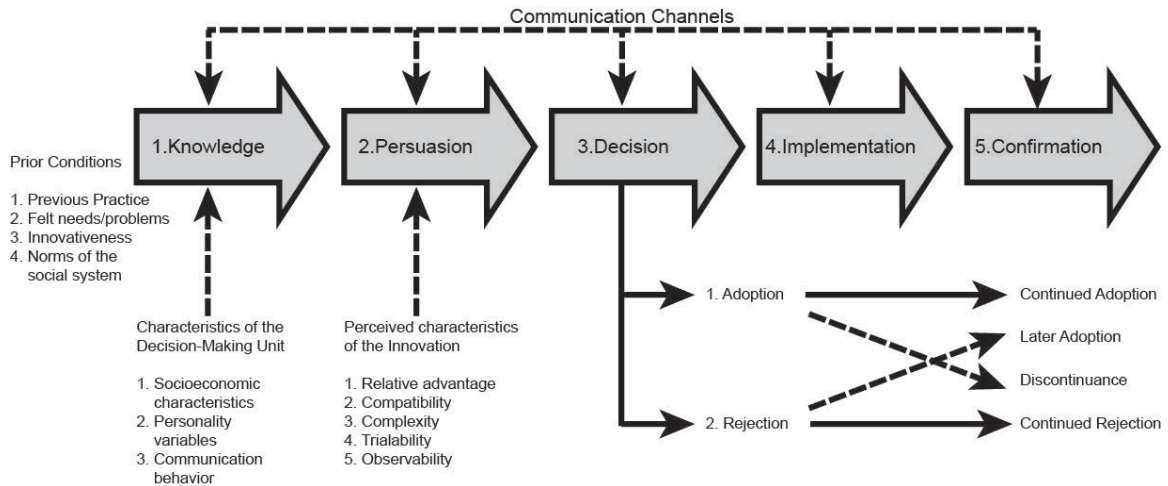 Communication Channels
1.Knowledge
2.Persuasion
3.Decision
4.Implementation
5.Confirmation
Prior Conditions
1. Previous Practice
2. Felt needs/problems
3. Innovativeness
4. Norms of the
social system
Characteristics of the
Decision-Making Unit
1. Socioeconomic
characteristics
2. Personality
variables
3. Communication
behavior
Perceived characteristics
of the Innovation
1. Relative advantage
2. Compatibility
3. Complexity
4. Trialability
5. Observability
1. Adoption
2. Rejection
Continued Adoption
Later Adoption
Discontinuance
Continued Rejection